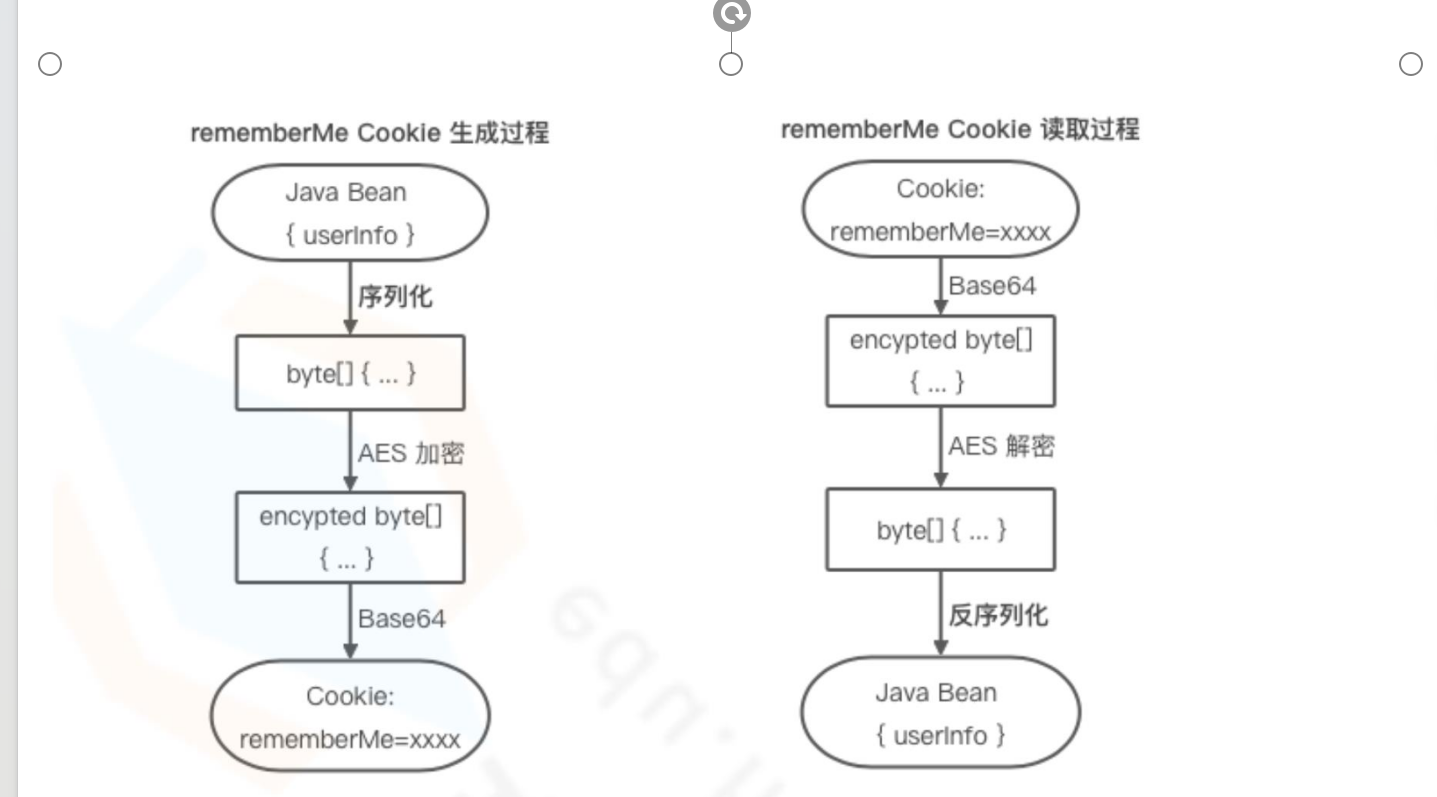 rememberMe Cookie 生成过程
Java Bean
{ userInfo }
序列化
byte[] { ... }
AES 加密
encypted byte[]
{ ... }
Base64
Cookie:
rememberMe=xxxx
rememberMe Cookie 读取过程
Cookie:
rememberMe=xxxx
Base64
encypted byte[]
{ ... }
AES 解密
byte[] { ... }
反序列化
Java Bean
{ userInfo }